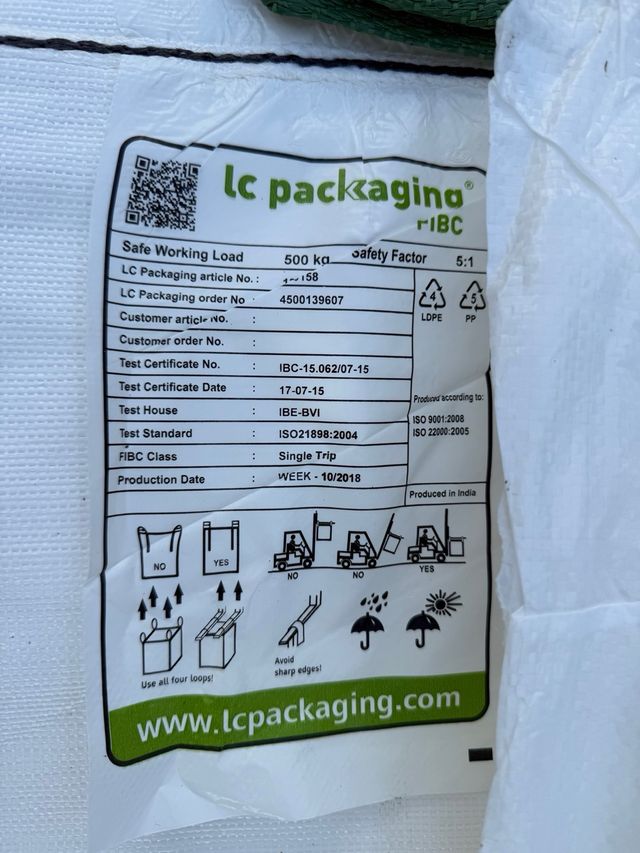 lc packaging®
FIBC
Safe Working Load 500 kg Safety Factor 5:1
LC Packaging article No. :
LC Packaging order No : 4500139607
4
5
LDPE PP
Customer article No. :
Customer order No. :
Test Certificate No. : IBC-15.062/07-15
Test Certificate Date : 17-07-15
Test House : IBE-BVI
Test Standard : ISO21898:2004
FIBC Class : Single Trip
Production Date : WEEK - 10/2018
Produced according to:
ISO 9001:2008
ISO 22000:2005
Produced in India
NO
YES
NO
NO
YES
Use all four loops!
Avoid
sharp edges!
www.lcpackaging.com